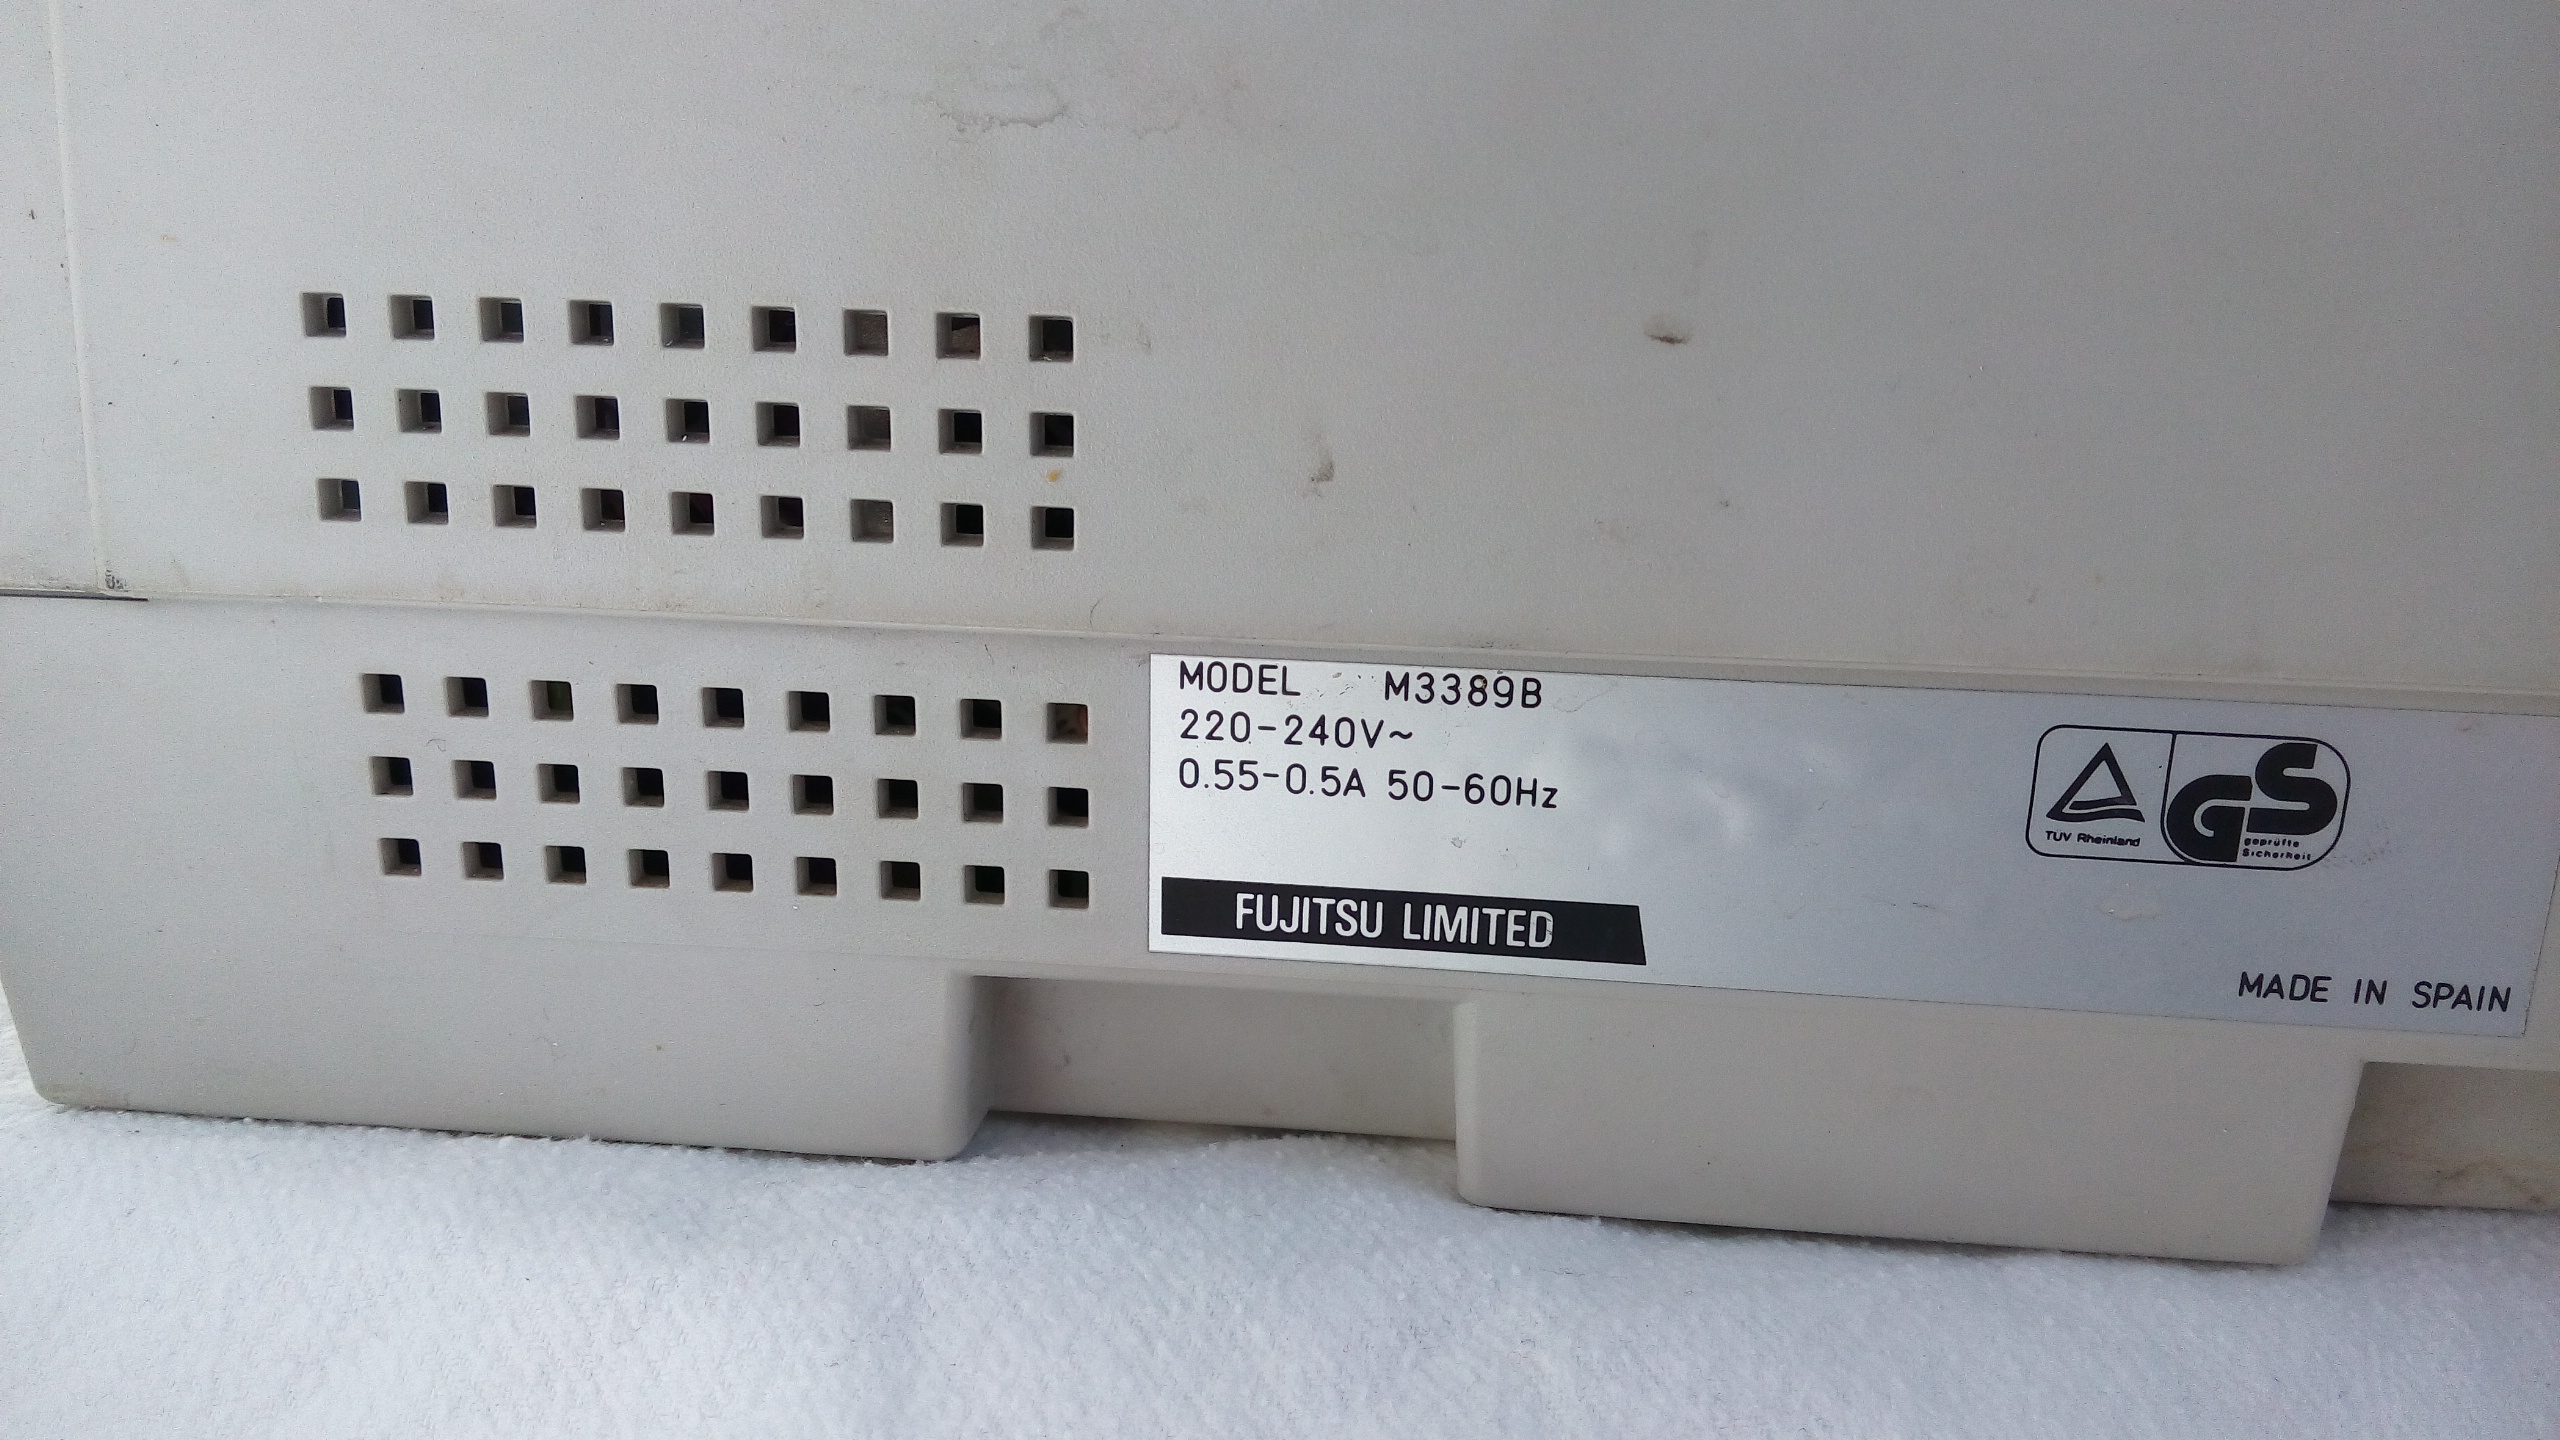 MODEL M3389B
220-240V~
0.55-0.5A 50-60Hz
TÜV Rheinland
GS
geprüfte
Sicherheit
FUJITSU LIMITED
MADE IN SPAIN